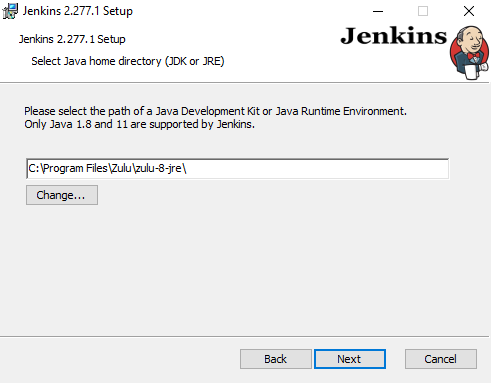 Jenkins 2.277.1 Setup
Jenkins 2.277.1 Setup
Jenkins
Select Java home directory (JDK or JRE)
Please select the path of a Java Development Kit or Java Runtime Environment.
Only Java 1.8 and 11 are supported by Jenkins.
C:\Program Files\Zulu\zulu-8-jre\
Change...
Back
Next
Cancel